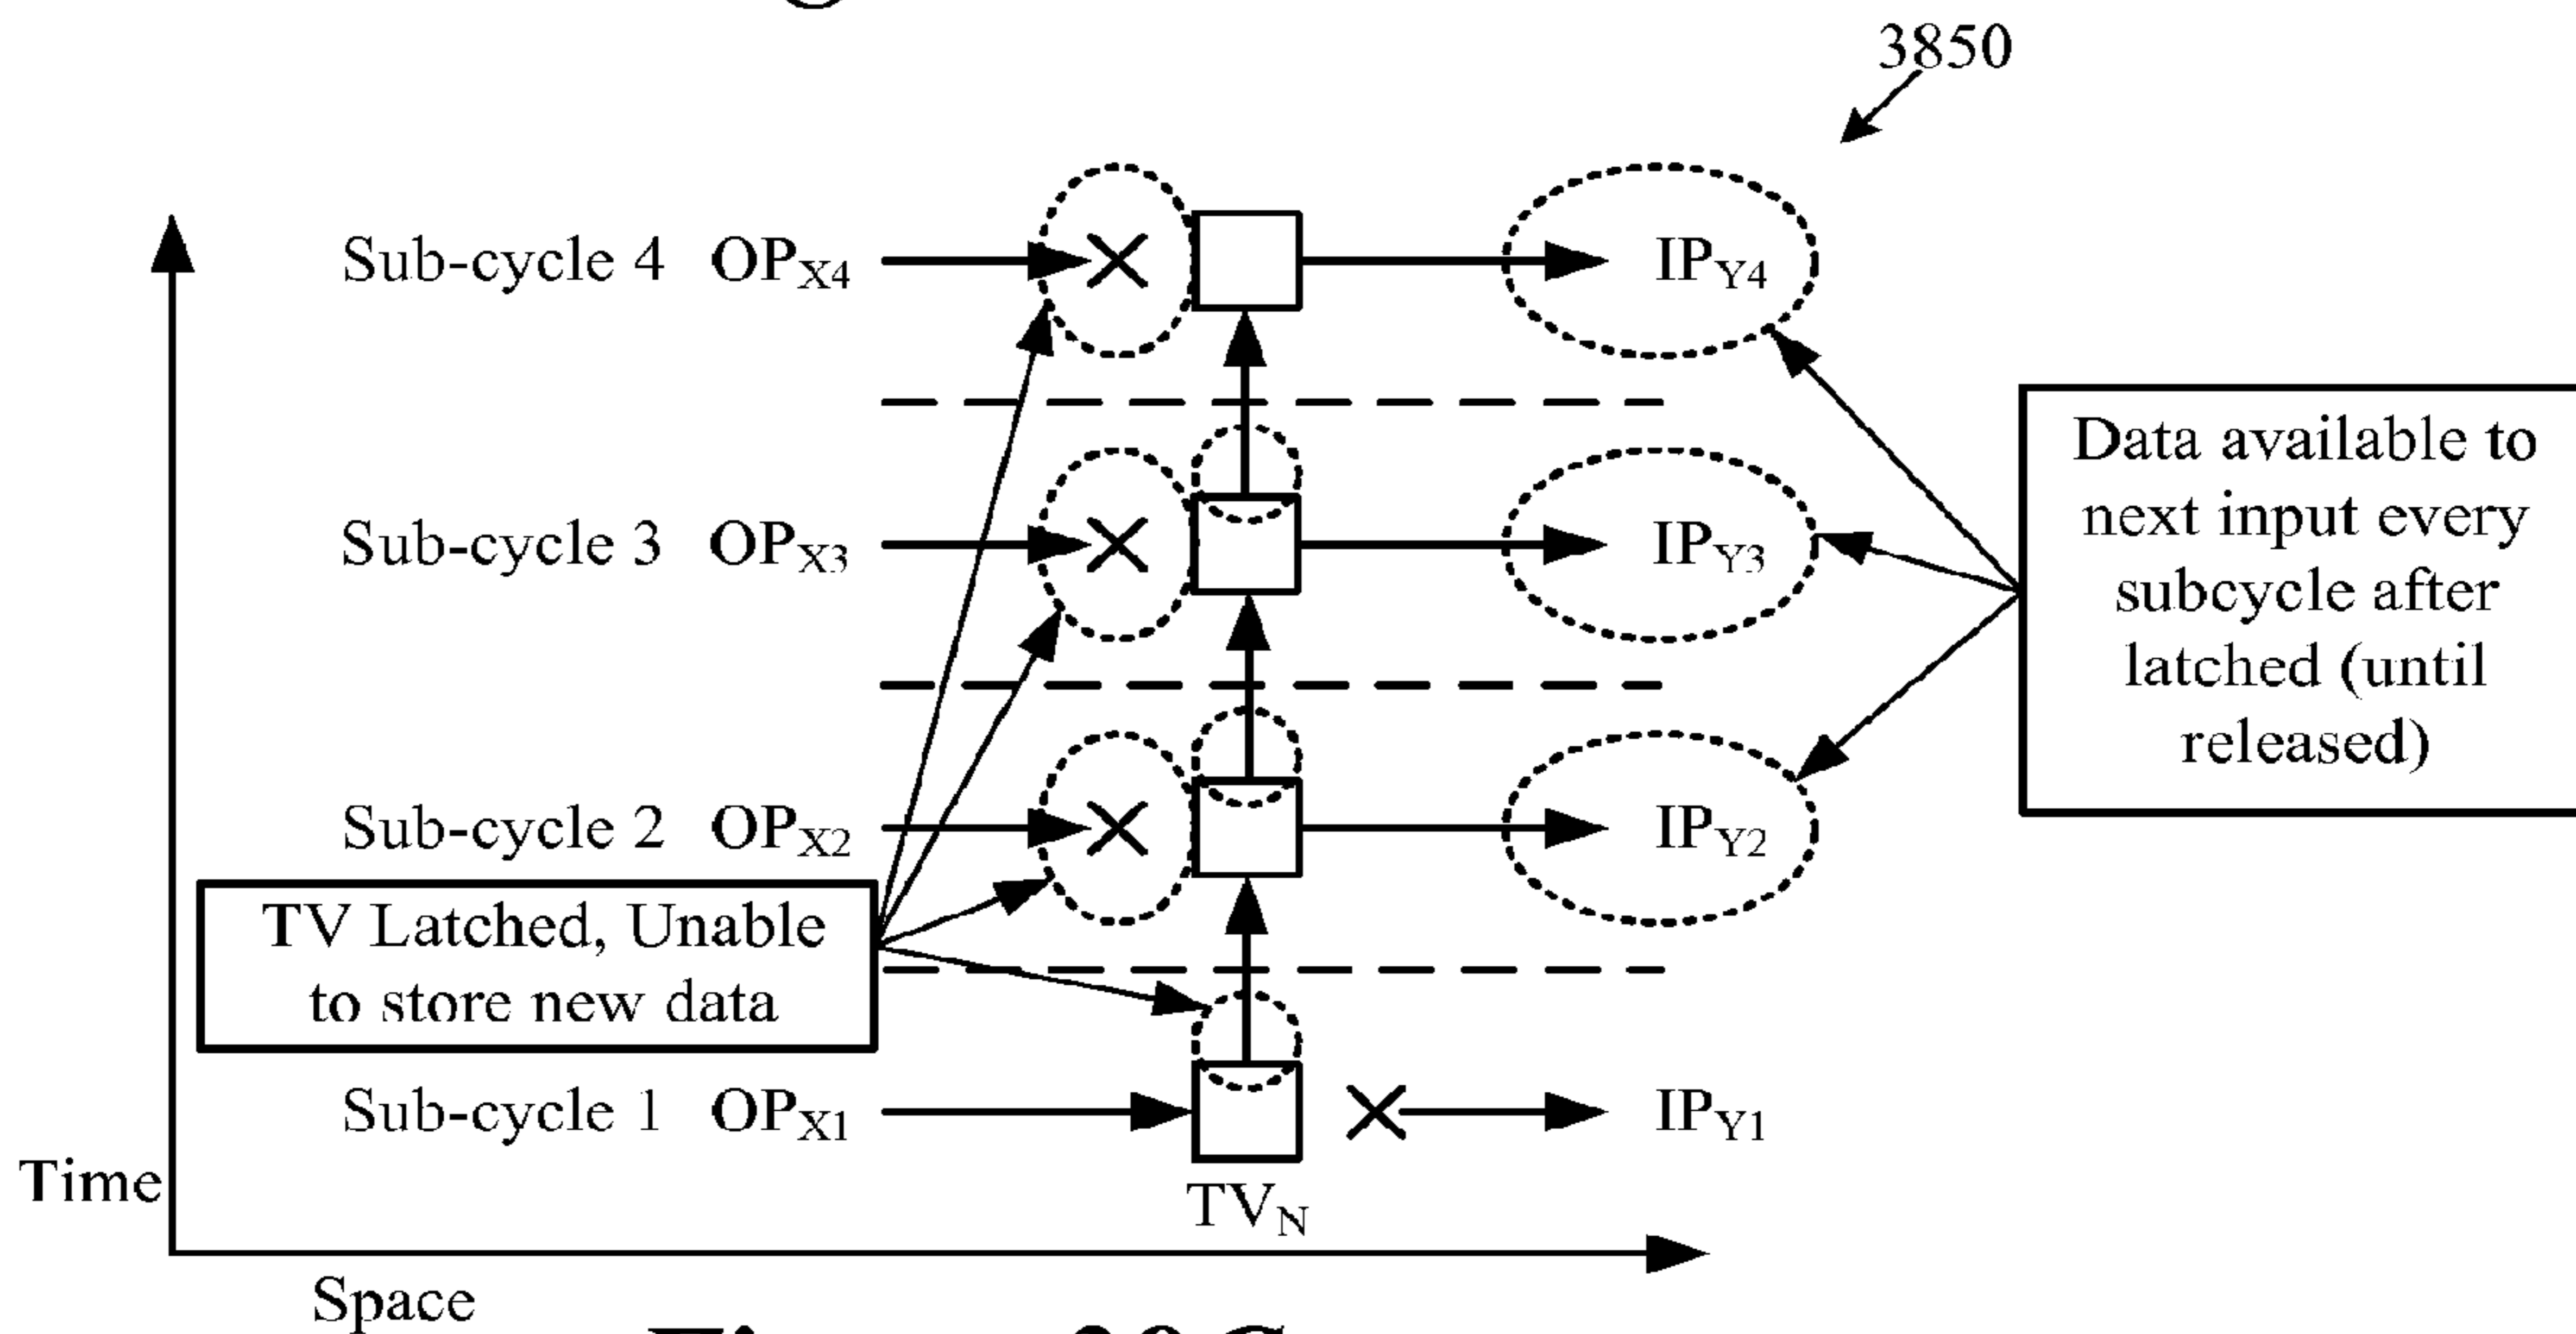 3850
Sub-cycle 4 OPX4 IPY4
Sub-cycle 3 OPX3 IPY3
Data available to
next input every
subcycle after
latched (until
released)
Sub-cycle 2 OPX2 IPY2
TV Latched, Unable
to store new data
Sub-cycle 1 OPX1 IPY1
Time
TVN
Space